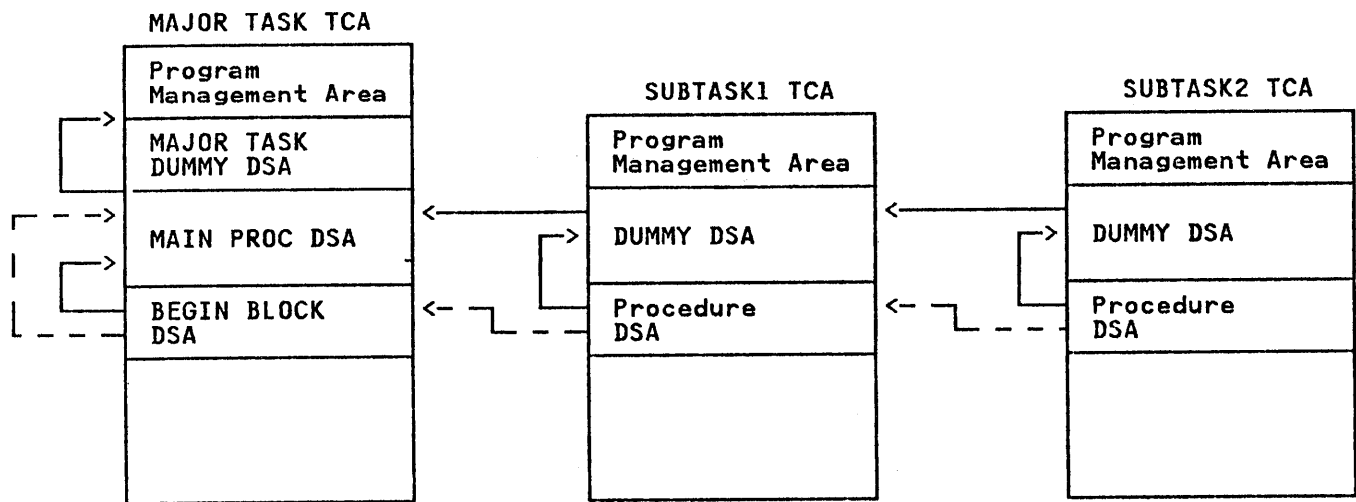 MAJOR TASK TCA
Program
Management Area
MAJOR TASK
DUMMY DSA
MAIN PROC DSA
BEGIN BLOCK
DSA
SUBTASK1 TCA
Program
Management Area
DUMMY DSA
Procedure
DSA
SUBTASK2 TCA
Program
Management Area
DUMMY DSA
Procedure
DSA